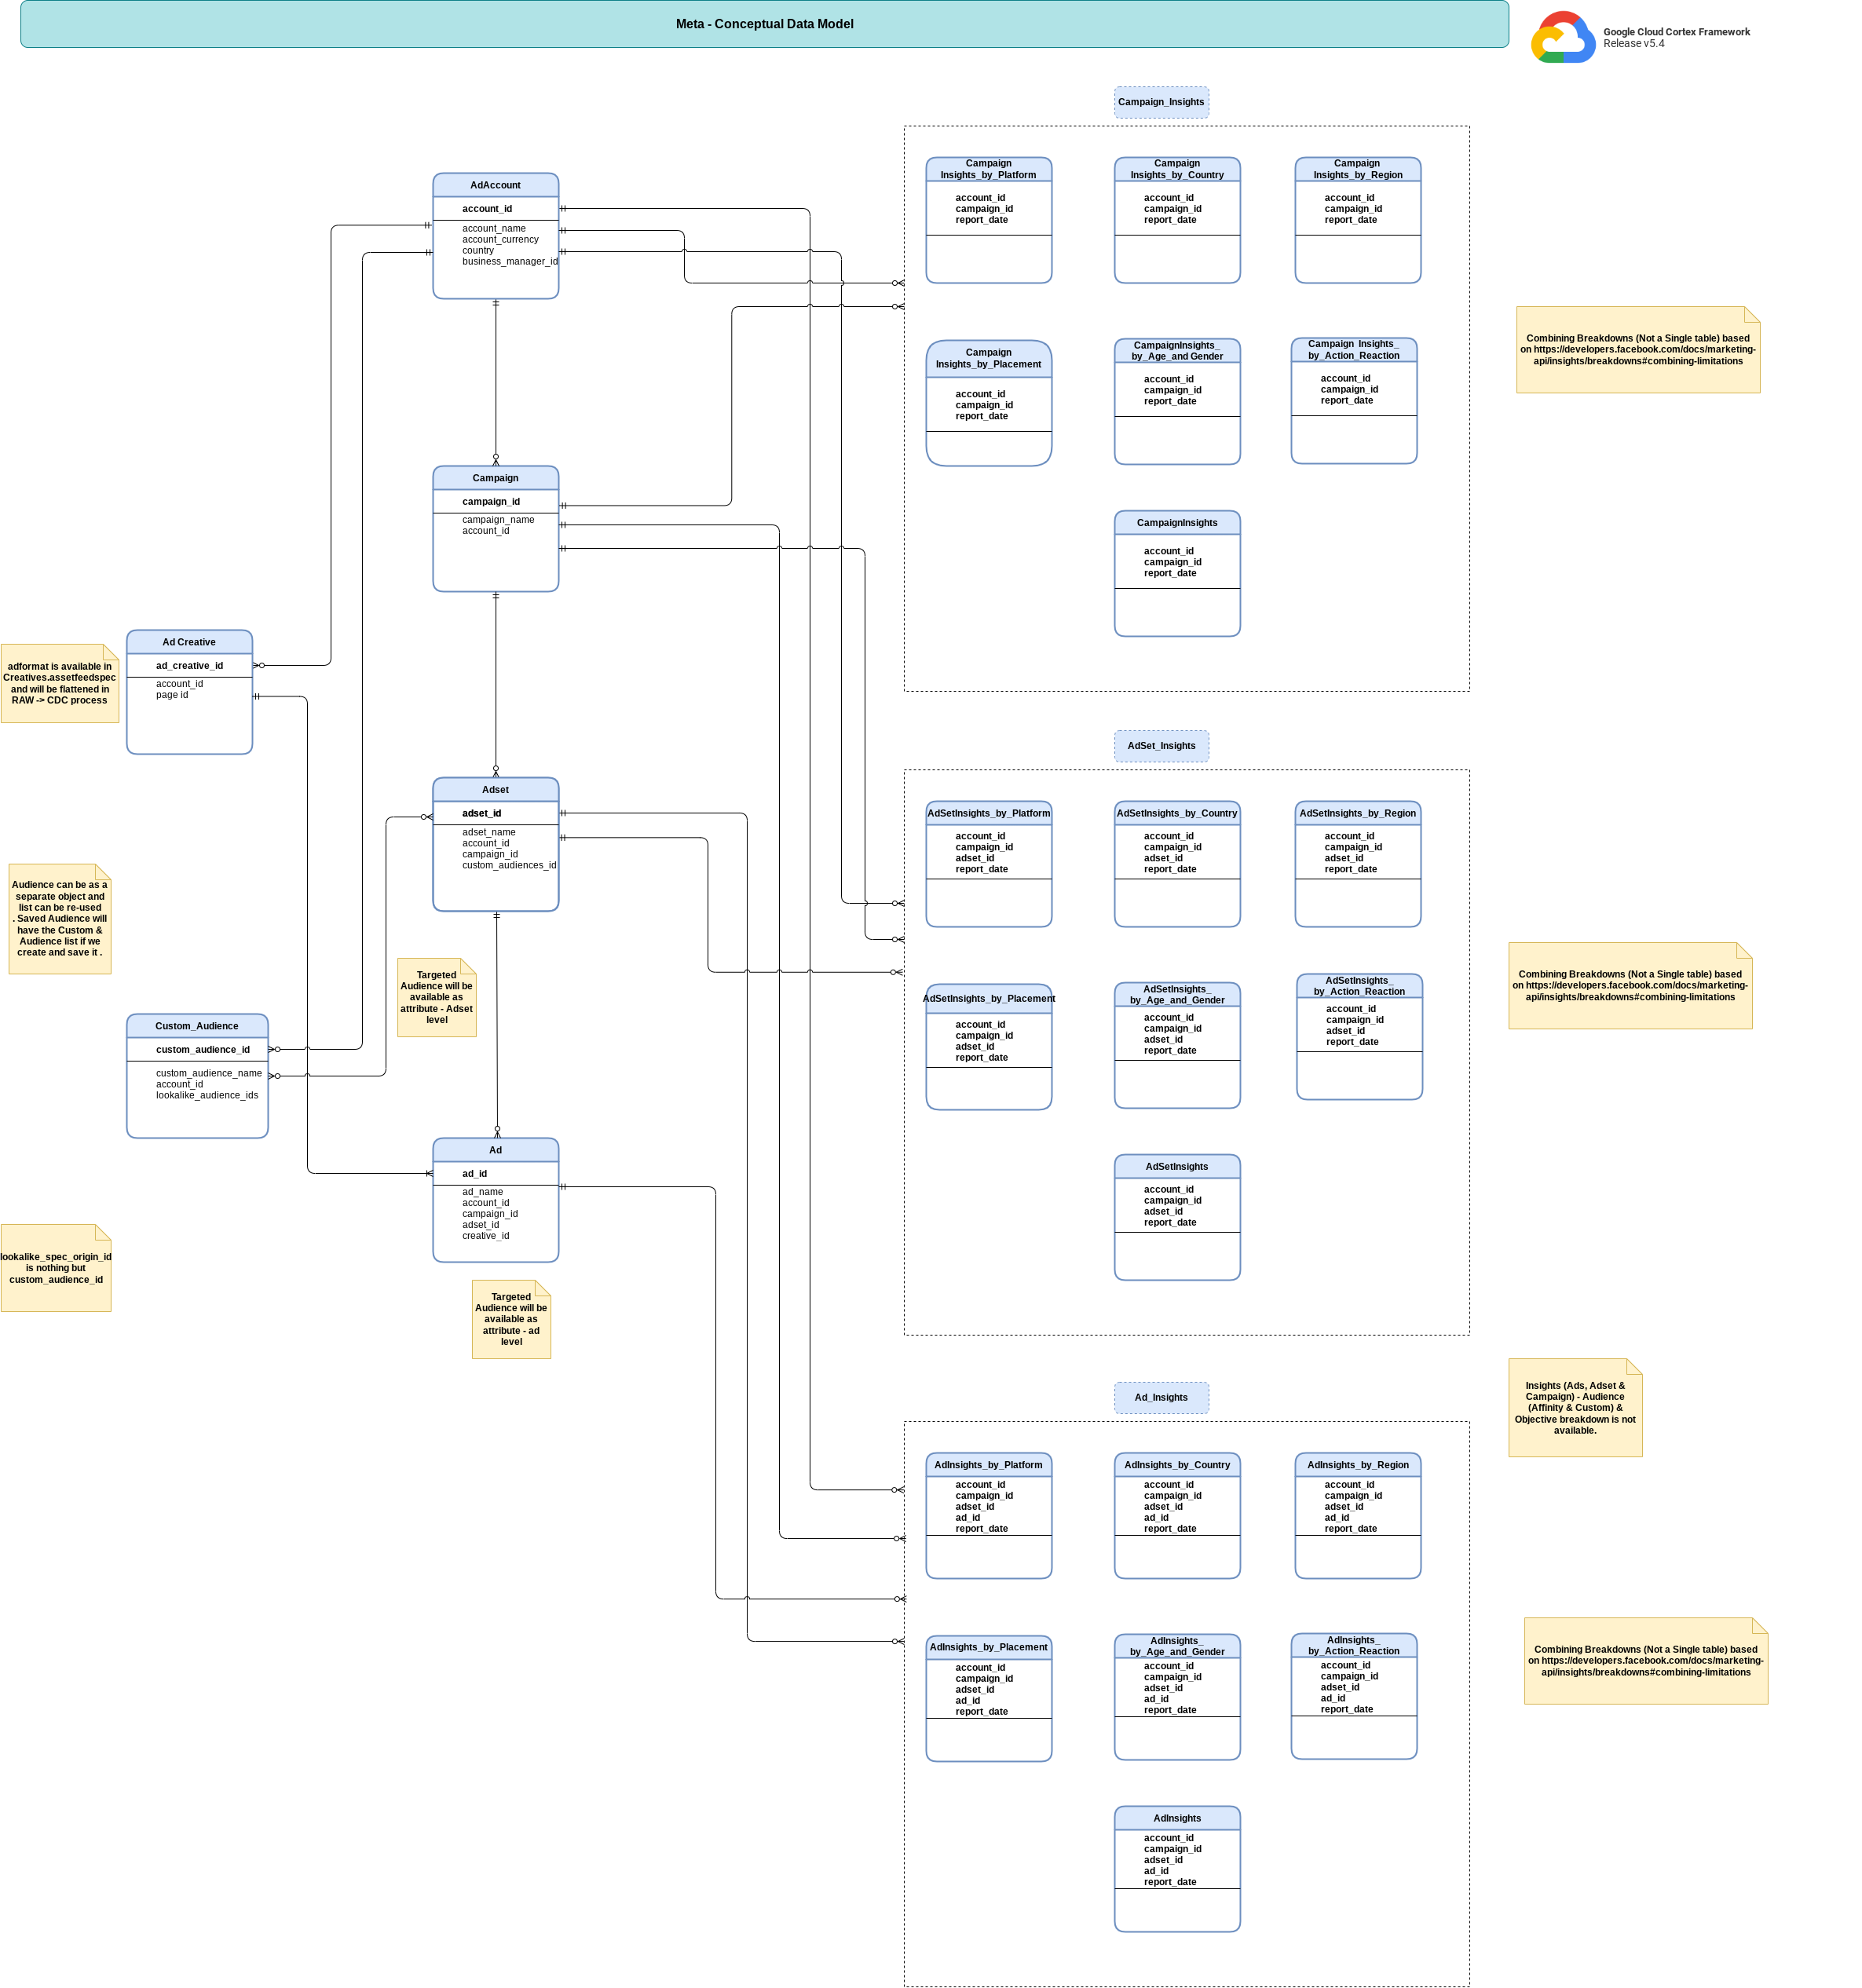 Meta - Conceptual Data Model
Google Cloud Cortex Framework
Release v5.4
Campaign_Insights
Campaign
Insights_by_Platform
account_id
campaign_id
report_date
Campaign
Insights_by_Country
account_id
campaign_id
report_date
Campaign
Insights_by_Region
account_id
campaign_id
report_date
AdAccount
account_id
account_name
account_currency
country
business_manager_id
Campaign
Insights_by_Placement
account_id
campaign_id
report_date
CampaignInsights_
by_Age_and Gender
account_id
campaign_id
report_date
Campaign Insights_
by_Action_Reaction
account_id
campaign_id
report_date
Combining Breakdowns (Not a Single table) based
on https://developers.facebook.com/docs/marketing-
api/insights/breakdowns#combining-limitations
Campaign
campaign_id
campaign_name
account_id
CampaignInsights
account_id
campaign_id
report_date
adformat is available in
Creatives.assetfeedspec
and will be flattened in
RAW -> CDC process
Ad Creative
ad_creative_id
account_id
page id
AdSet_Insights
Adset
adset_id
adset_name
account_id
campaign_id
custom_audiences_id
AdSetInsights_by_Platform
account_id
campaign_id
adset_id
report_date
AdSetInsights_by_Country
account_id
campaign_id
adset_id
report_date
AdSetInsights_by_Region
account_id
campaign_id
adset_id
report_date
Audience can be as a
separate object and
list can be re-used
. Saved Audience will
have the Custom &
Audience list if we
create and save it .
Targeted
Audience will be
available as
attribute - Adset
level
AdSetInsights_by_Placement
account_id
campaign_id
adset_id
report_date
AdSetInsights_
by_Age_and_Gender
account_id
campaign_id
adset_id
report_date
AdSetInsights_
by_Action_Reaction
account_id
campaign_id
adset_id
report_date
Combining Breakdowns (Not a Single table) based
on https://developers.facebook.com/docs/marketing-
api/insights/breakdowns#combining-limitations
Custom_Audience
custom_audience_id
custom_audience_name
account_id
lookalike_audience_ids
Ad
ad_id
ad_name
account_id
campaign_id
adset_id
creative_id
AdSetInsights
account_id
campaign_id
adset_id
report_date
lookalike_spec_origin_id
is nothing but
custom_audience_id
Targeted
Audience will be
available as
attribute - ad
level
Ad_Insights
Insights (Ads, Adset &
Campaign) - Audience
(Affinity & Custom) &
Objective breakdown is not
available.
AdInsights_by_Platform
account_id
campaign_id
adset_id
ad_id
report_date
AdInsights_by_Country
account_id
campaign_id
adset_id
ad_id
report_date
AdInsights_by_Region
account_id
campaign_id
adset_id
ad_id
report_date
AdInsights_by_Placement
account_id
campaign_id
adset_id
ad_id
report_date
AdInsights_
by_Age_and_Gender
account_id
campaign_id
adset_id
ad_id
report_date
AdInsights_
by_Action_Reaction
account_id
campaign_id
adset_id
ad_id
report_date
Combining Breakdowns (Not a Single table) based
on https://developers.facebook.com/docs/marketing-
api/insights/breakdowns#combining-limitations
AdInsights
account_id
campaign_id
adset_id
ad_id
report_date